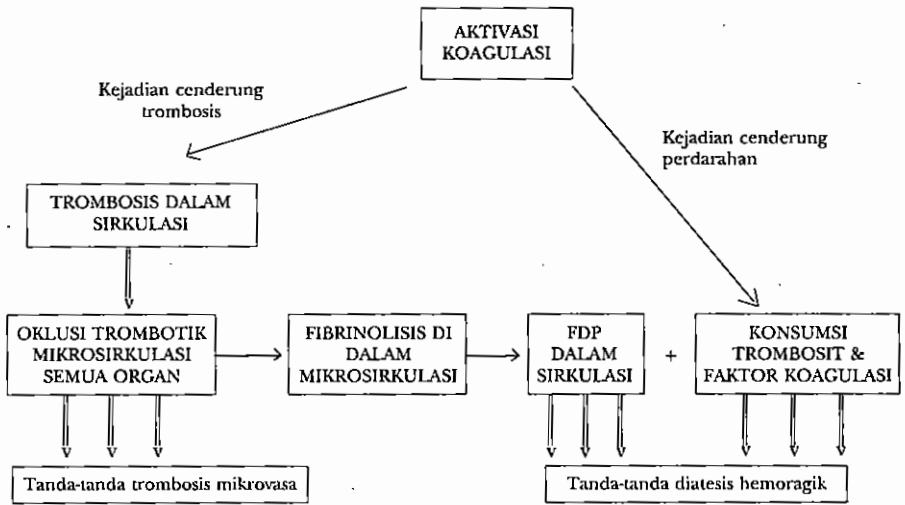 AKTIVASI
KOAGULASI
Kejadian cenderung
trombosis
Kejadian cenderung
perdarahan
TROMBOSIS DALAM
SIRKULASI
OKLUSI TROMBOTIK
MIKROSIRKULASI
SEMUA ORGAN
FIBRINOLISIS DI
DALAM
MIKROSIRKULASI
FDP
DALAM
SIRKULASI
+
KONSUMSI
TROMBOSIT &
FAKTOR KOAGULASI
Tanda-tanda trombosis mikrovasa
Tanda-tanda diatesis hemoragik